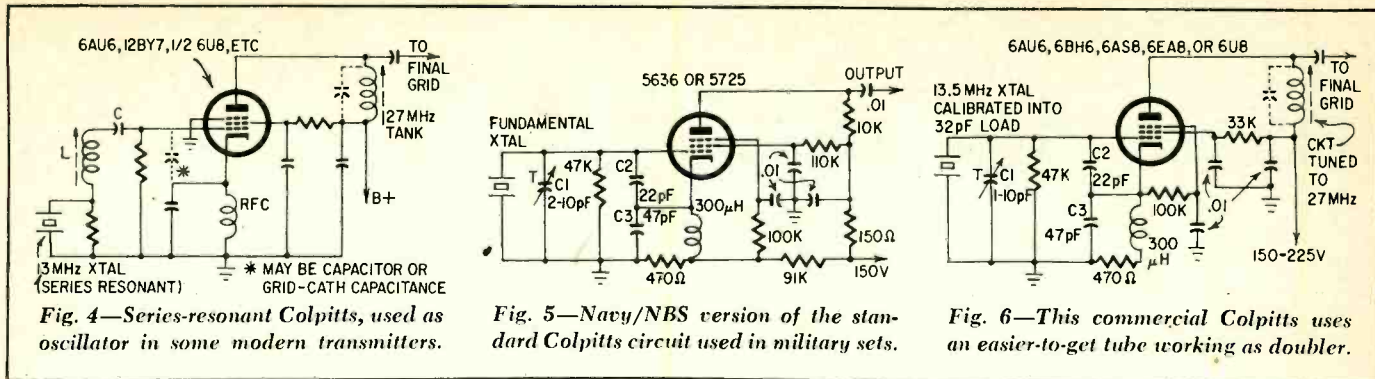 6AU6,12BY7,1/2 6U8,ETC
TO
FINAL
GRID
C
L
27MHz
TANK
*
RFC
B+
13MHz XTAL
(SERIES RESONANT)
* MAY BE CAPACITOR OR
GRID-CATH CAPACITANCE
Fig. 4—Series-resonant Colpitts, used as
oscillator in some modern transmitters.
5636 OR 5725
OUTPUT
.01
10K
FUNDAMENTAL
XTAL
47K
C2
22pF
110K
T
C1
2-10pF
.01
C3
47pF
300μH
100K
150Ω
470Ω
91K
150V
Fig. 5—Navy/NBS version of the stan-
dard Colpitts circuit used in military sets.
6AU6, 6BH6, 6AS8, 6EA8, OR 6U8
TO
FINAL
GRID
13.5 MHz XTAL
CALIBRATED INTO
32pF LOAD
33K
C2
22pF
CKT
TUNED
TO
27MHz
T
C1
1-10pF
47K
100K
.01
C3
47pF
300
μH
470Ω
150-225V
Fig. 6—This commercial Colpitts uses
an easier-to-get tube working as doubler.